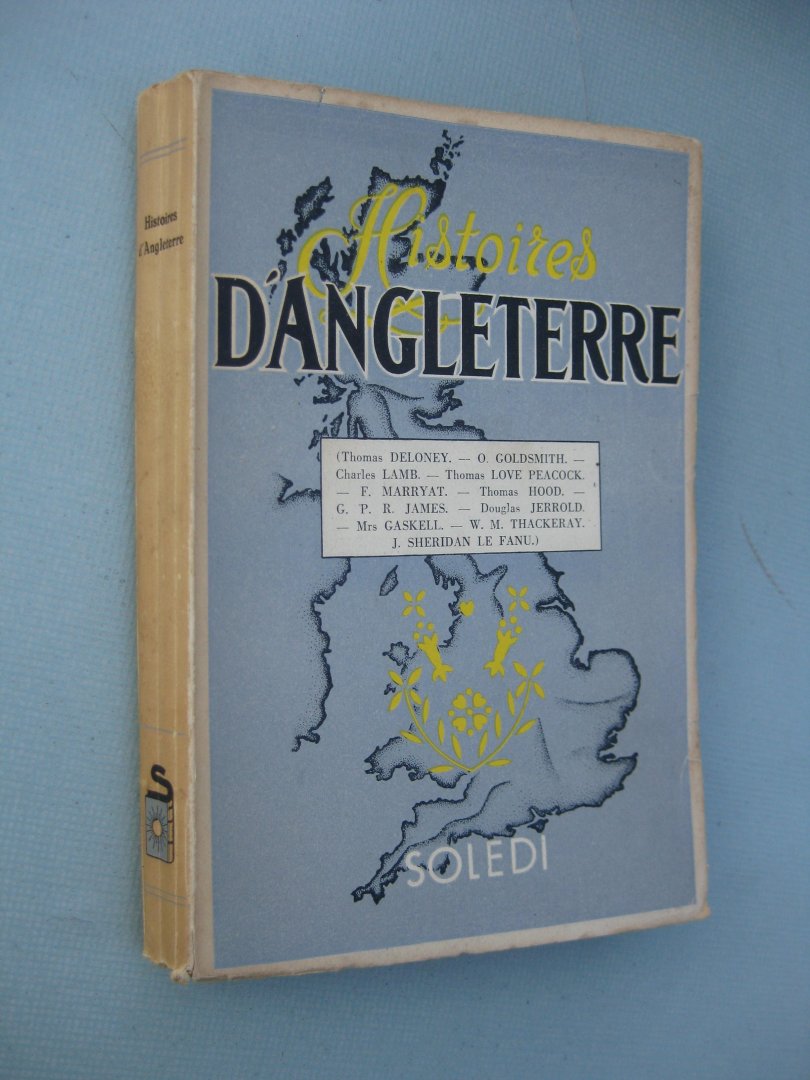 Histoires
d'Angleterre
S
Histoires
D'ANGLETERRE
(Thomas DELONEY. — O. GOLDSMITH. —
Charles LAMB. — Thomas LOVE PEACOCK.
— F. MARRYAT. — Thomas HOOD. —
G. P. R. JAMES. — Douglas JERROLD.
— Mrs GASKELL. — W. M. THACKERAY.
J. SHERIDAN LE FANU.)
SOLEDI